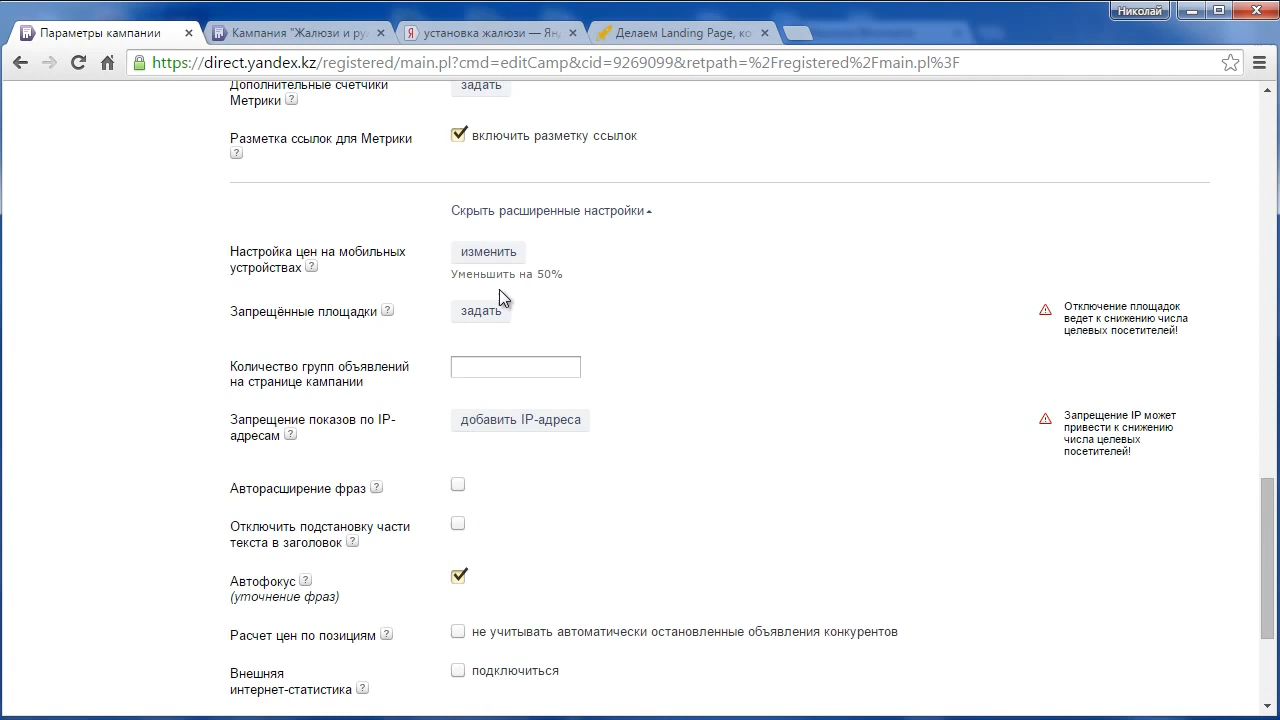 Николай
Параметры кампании
Кампания "Жалюзи и ру
установка жалюзи — Ян
Делаем Landing Page, ко
https://direct.yandex.kz/registered/main.pl?cmd=editCamp&cid=9269099&retpath=%2Fregistered%2Fmain.pl%3F
Дополнительные счетчики
Метрики ?
задать
Разметка ссылок для Метрики
?
включить разметку ссылок
Скрыть расширенные настройки
Настройка цен на мобильных
устройствах ?
изменить
Уменьшить на 50%
Запрещённые площадки ?
задать
Отключение площадок
ведет к снижению числа
целевых посетителей!
Количество групп объявлений
на странице кампании
Запрещение показов по IP-
адресам ?
добавить IP-адреса
Запрещение IP может
привести к снижению
числа целевых
посетителей!
Авторасширение фраз ?
Отключить подстановку части
текста в заголовок ?
Автофокус ?
(уточнение фраз)
Расчет цен по позициям ?
не учитывать автоматически остановленные объявления конкурентов
Внешняя
интернет-статистика ?
подключиться